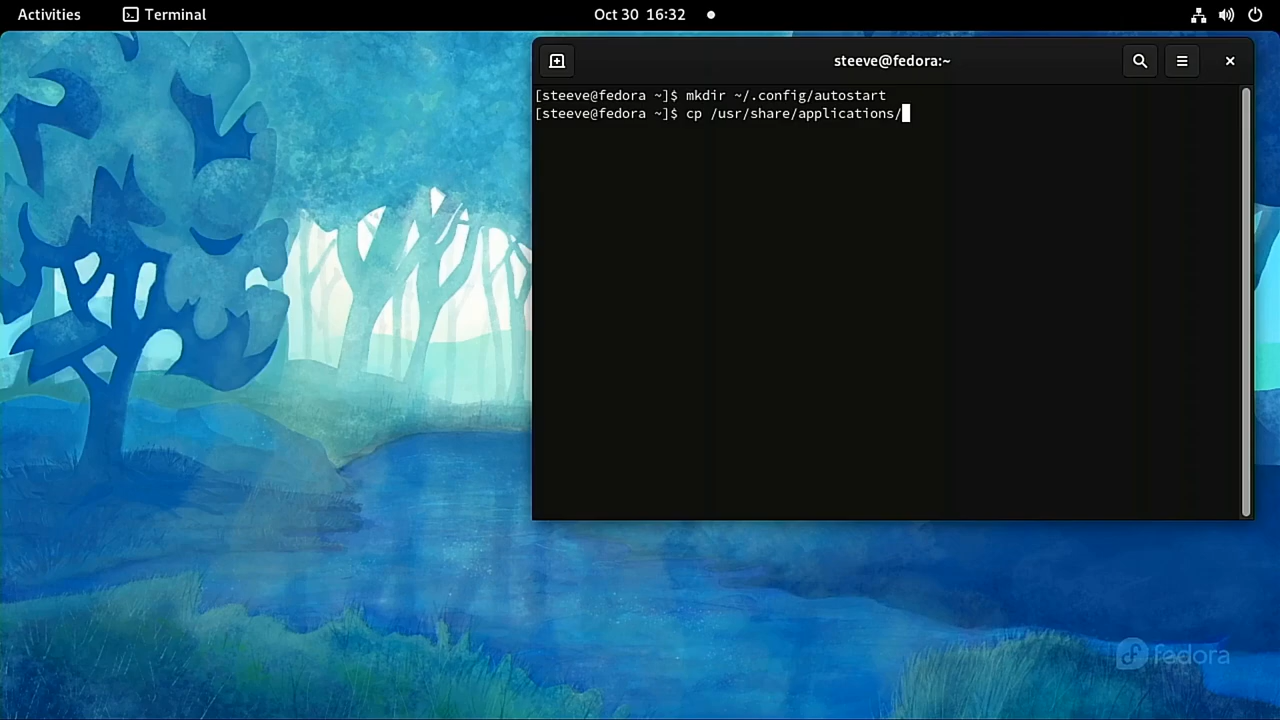 Activities
Terminal
Oct 30 16:32
steeve@fedora:~
[steeve@fedora ~]$ mkdir ~/.config/autostart
[steeve@fedora ~]$ cp /usr/share/applications/
fedora